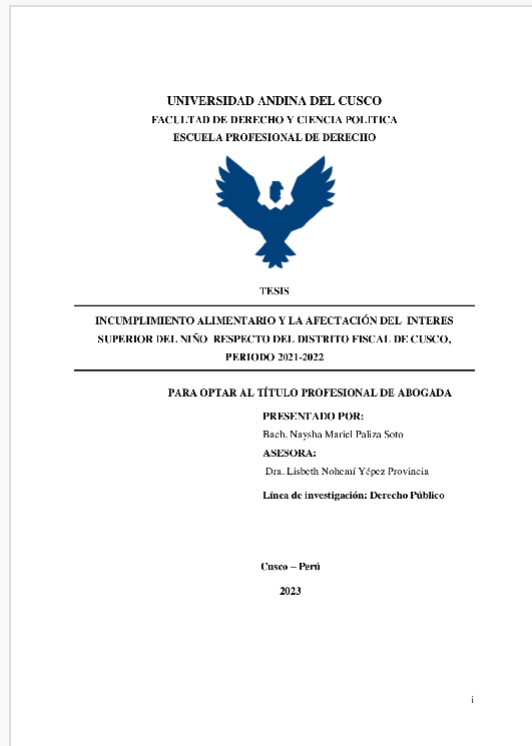 UNIVERSIDAD ANDINA DEL CUSCO
FACULTAD DE DERECHO Y CIENCIA POLITICA
ESCUELA PROFESIONAL DE DERECHO
TESIS
INCUMPLIMIENTO ALIMENTARIO Y LA AFECTACIÓN DEL INTERES
SUPERIOR DEL NIÑO RESPECTO DEL DISTRITO FISCAL DE CUSCO,
PERIODO 2021-2022
PARA OPTAR AL TÍTULO PROFESIONAL DE ABOGADA
PRESENTADO POR:
Bach. Naysha Mariel Paliza Soto
ASESORA:
Dra. Lisbeth Nohemí Yépez Provincia
Línea de investigación: Derecho Público
Cusco – Perú
2023
i